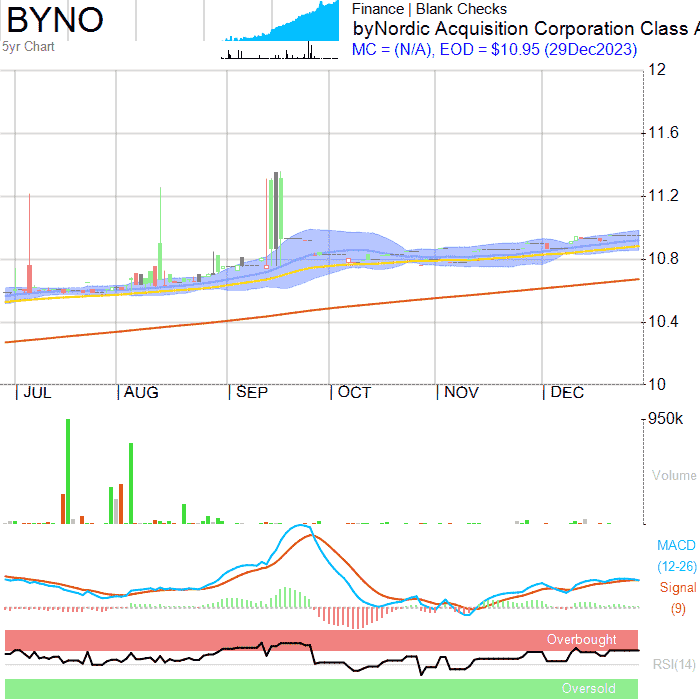 BYNO
5yr Chart
Finance | Blank Checks
byNordic Acquisition Corporation Class A
MC = (N/A), EOD = $10.95 (29Dec2023)
12
11.6
11.2
10.8
10.4
10
JUL
AUG
SEP
OCT
NOV
DEC
950k
Volume
MACD
(12-26)
Signal
(9)
Overbought
RSI(14)
Oversold